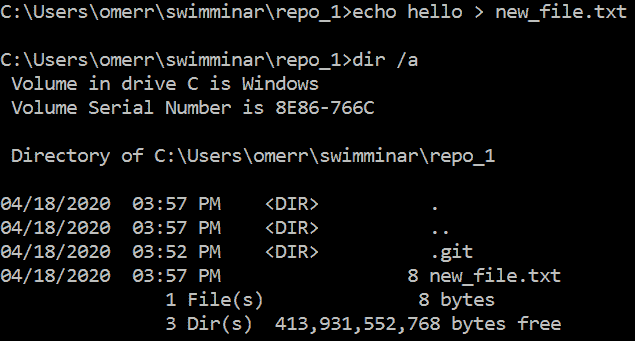 C:\Users\omerr\swimminar\repo_1>echo hello > new_file.txt
C:\Users\omerr\swimminar\repo_1>dir /a
 Volume in drive C is Windows
 Volume Serial Number is 8E86-766C
 Directory of C:\Users\omerr\swimminar\repo_1
04/18/2020  03:57 PM    <DIR>          .
04/18/2020  03:57 PM    <DIR>          ..
04/18/2020  03:52 PM    <DIR>          .git
04/18/2020  03:57 PM                 8 new_file.txt
               1 File(s)              8 bytes
               3 Dir(s)  413,931,552,768 bytes free